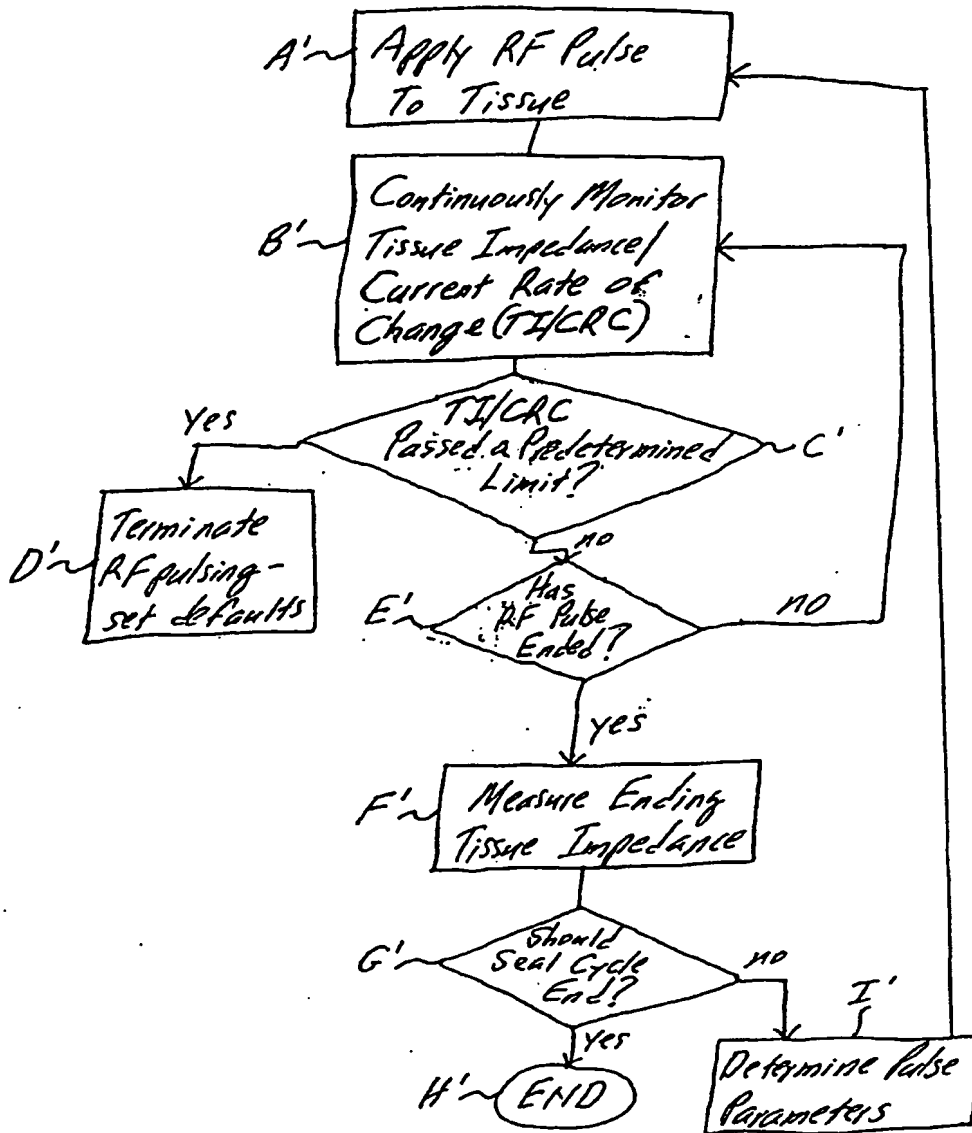 A'
Apply RF Pulse
To Tissue
B'
Continuously Monitor
Tissue Impedance/
Current Rate of
Change (TI/CRC)
yes
TI/CRC
Passed a Predetermined
Limit?
C'
no
D'
Terminate
RF pulsing-
set defaults
E'
Has
RF Pulse
Ended?
no
yes
F'
Measure Ending
Tissue Impedance
G'
Should
Seal Cycle
End?
no
yes
H'
END
I'
Determine Pulse
Parameters